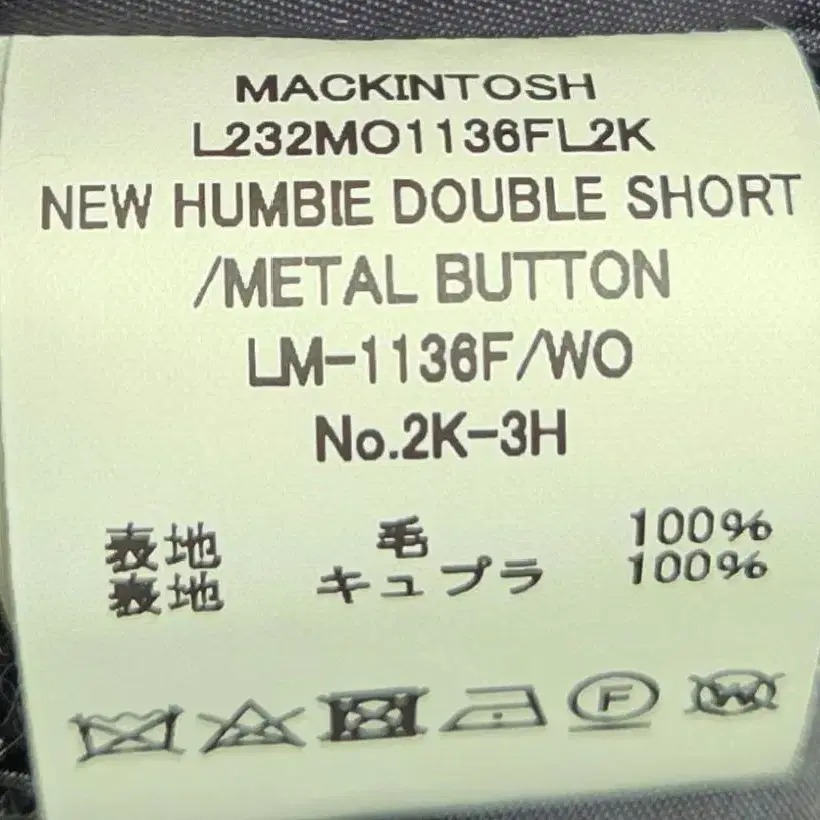 MACKINTOSH
L232MO1136FL2K
NEW HUMBIE DOUBLE SHORT
/METAL BUTTON
LM-1136F/WO
No.2K-3H
表地 毛 100%
裏地 キュプラ 100%
F W